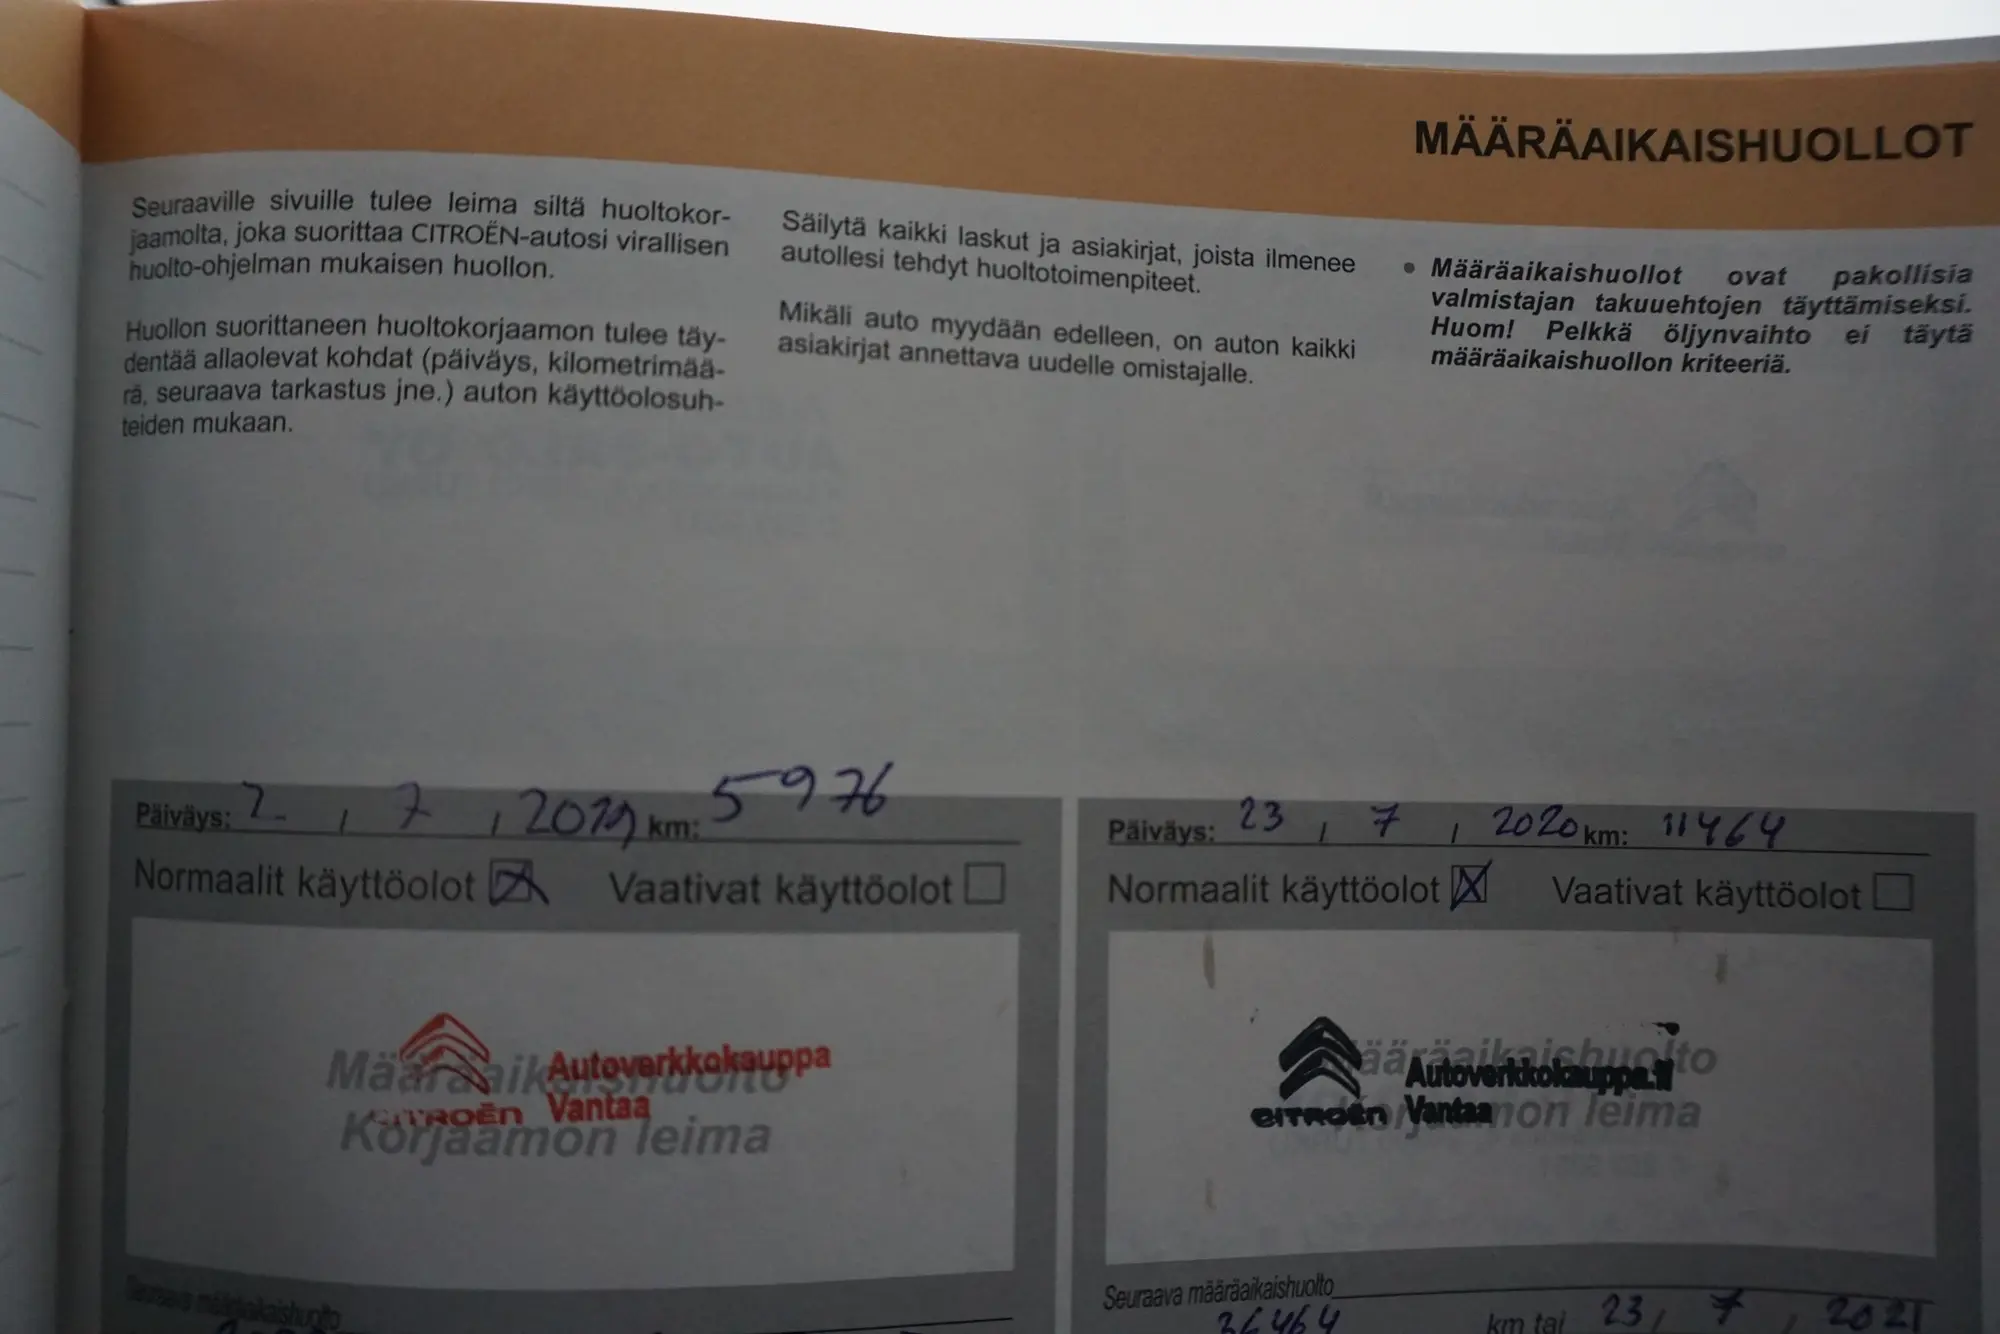 MÄÄRÄAIKAISHUOLLOT
Seuraaville sivuille tulee leima siltä huoltokor-
jaamolta, joka suorittaa CITROËN-autosi virallisen
huolto-ohjelman mukaisen huollon.
Huollon suorittaneen huoltokorjaamon tulee täy-
dentää allaolevat kohdat (päiväys, kilometrimää-
rä, seuraava tarkastus jne.) auton käyttöolosuh-
teiden mukaan.
Säilytä kaikki laskut ja asiakirjat, joista ilmenee
autollesi tehdyt huoltotoimenpiteet.
Mikäli auto myydään edelleen, on auton kaikki
asiakirjat annettava uudelle omistajalle.
• Määräaikaishuollot ovat pakollisia
valmistajan takuuehtojen täyttämiseksi.
Huom! Pelkkä öljynvaihto ei täytä
määräaikaishuollon kriteeriä.
Päiväys: 2 / 7 / 2019 km: 5976
Normaalit käyttöolot Vaativat käyttöolot
Määräaikaishuolto
Korjaamon leima
Autoverkkokauppa
CITROËN Vantaa
Seuraava määräaikaishuolto
Päiväys: 23 / 7 / 2020 km: 11464
Normaalit käyttöolot Vaativat käyttöolot
Määräaikaishuolto
Korjaamon leima
Autoverkkokauppa.fi
CITROËN Vantaa
Seuraava määräaikaishuolto
36464 km tai 23 / 7 / 2021